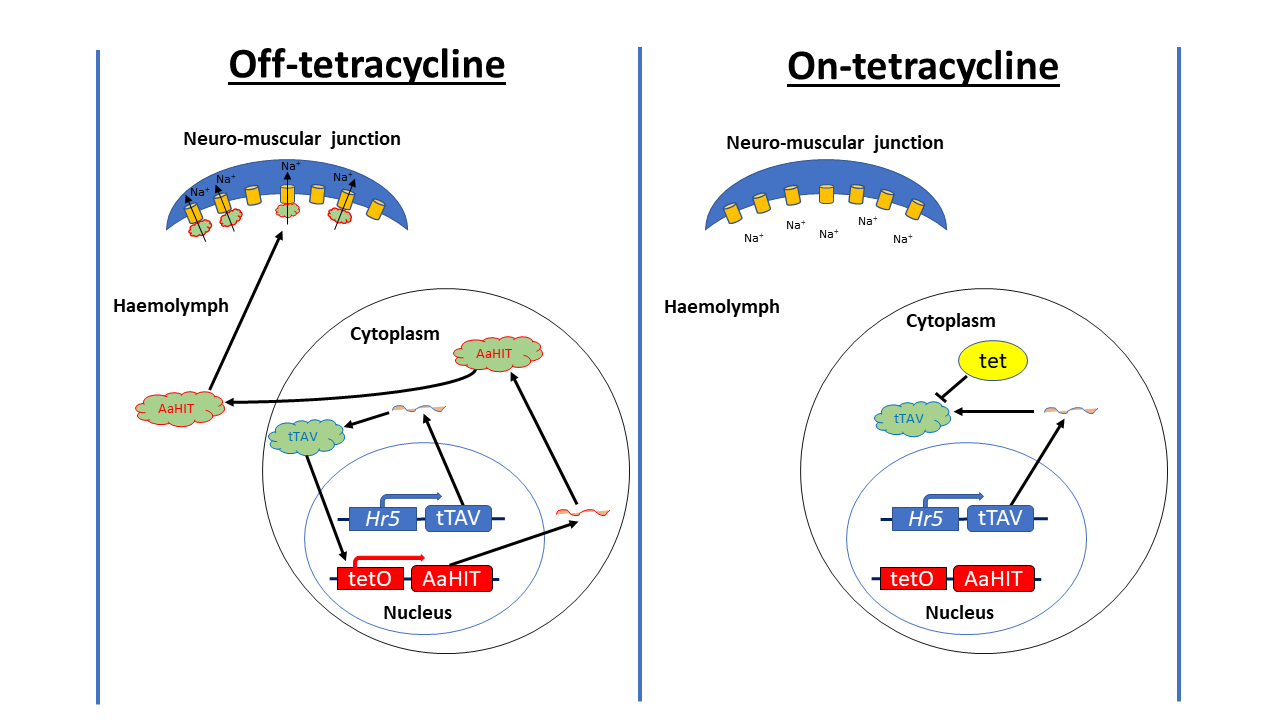 Off-tetracycline
Neuro-muscular junction
Na⁺
Na⁺
Na⁺
Na⁺
Haemolymph
Cytoplasm
AaHIT
AaHIT
tTAV
Hr5
tTAV
tetO
AaHIT
Nucleus
On-tetracycline
Neuro-muscular junction
Na⁺
Na⁺
Na⁺
Na⁺
Na⁺
Haemolymph
Cytoplasm
tet
tTAV
Hr5
tTAV
tetO
AaHIT
Nucleus